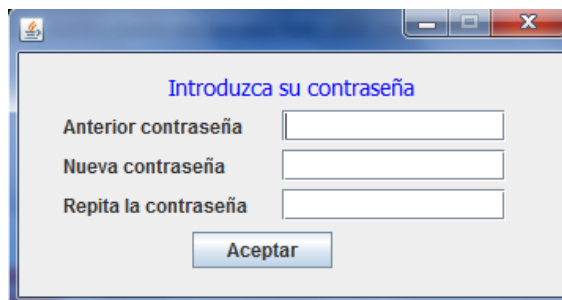 Introduzca su contraseña
Anterior contraseña
Nueva contraseña
Repita la contraseña
Aceptar